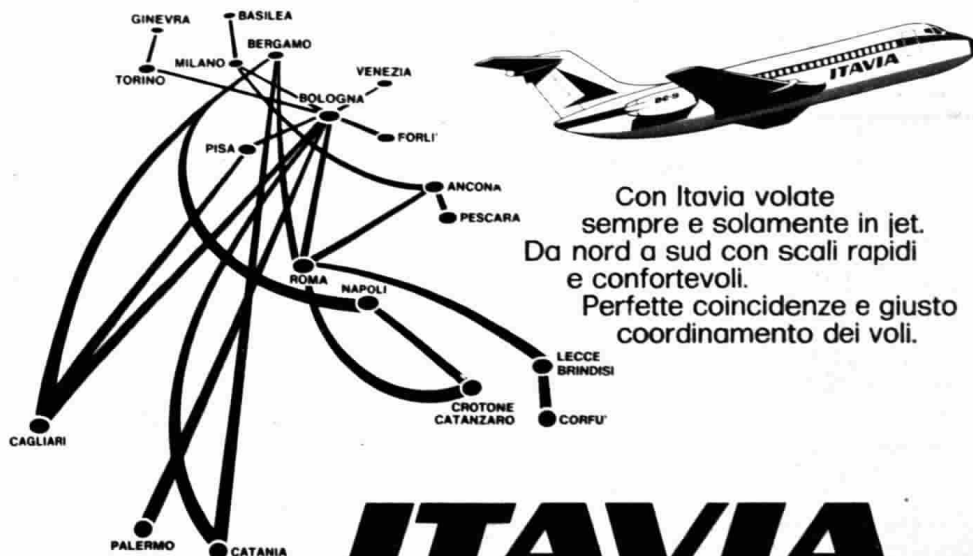 GINEVRA
BASILEA
BERGAMO
MILANO
TORINO
VENEZIA
BOLOGNA
FORLI'
PISA
ANCONA
PESCARA
ROMA
NAPOLI
LECCE
BRINDISI
CROTONE
CATANZARO
CORFU'
CAGLIARI
PALERMO
CATANIA
DC-9
ITAVIA
Con Itavia volate
sempre e solamente in jet.
Da nord a sud con scali rapidi
e confortevoli.
Perfette coincidenze e giusto
coordinamento dei voli.
ITAVIA